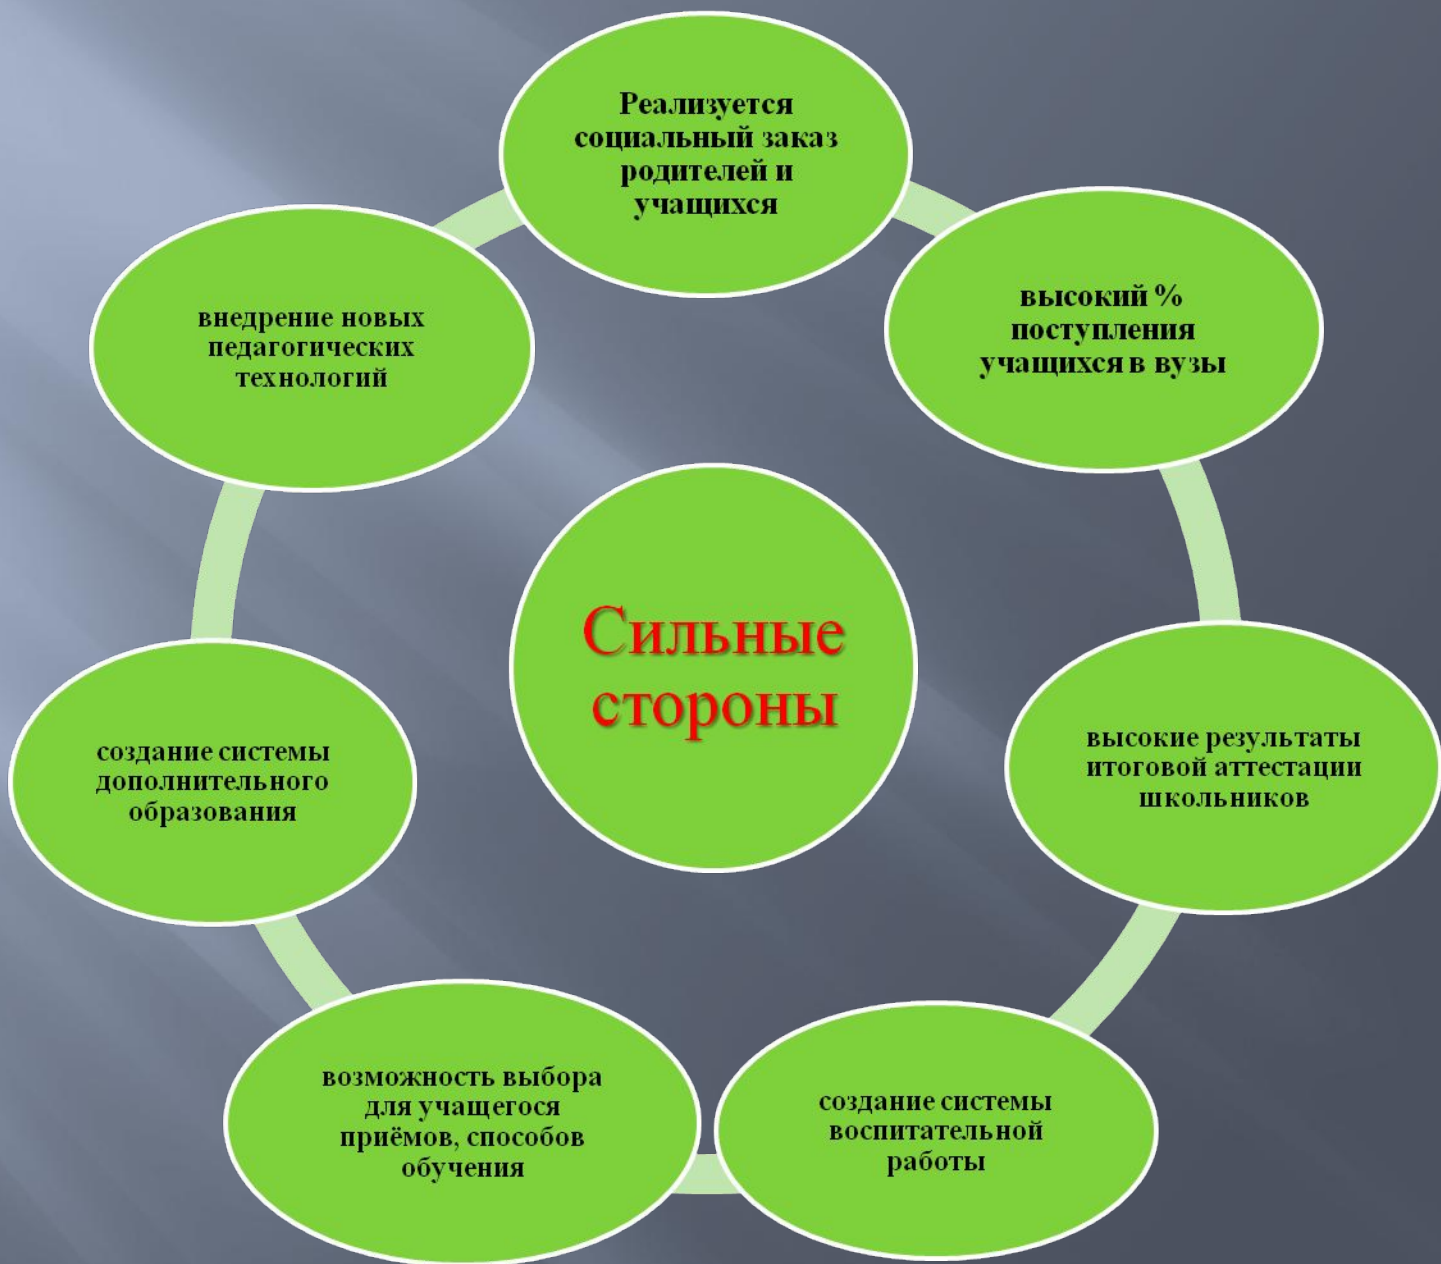 Реализуется
социальный заказ
родителей и
учащихся
высокий %
поступления
учащихся в вузы
высокие результаты
итоговой аттестации
школьников
создание системы
воспитательной
работы
возможность выбора
для учащегося
приёмов, способов
обучения
создание системы
дополнительного
образования
внедрение новых
педагогических
технологий
Сильные
стороны